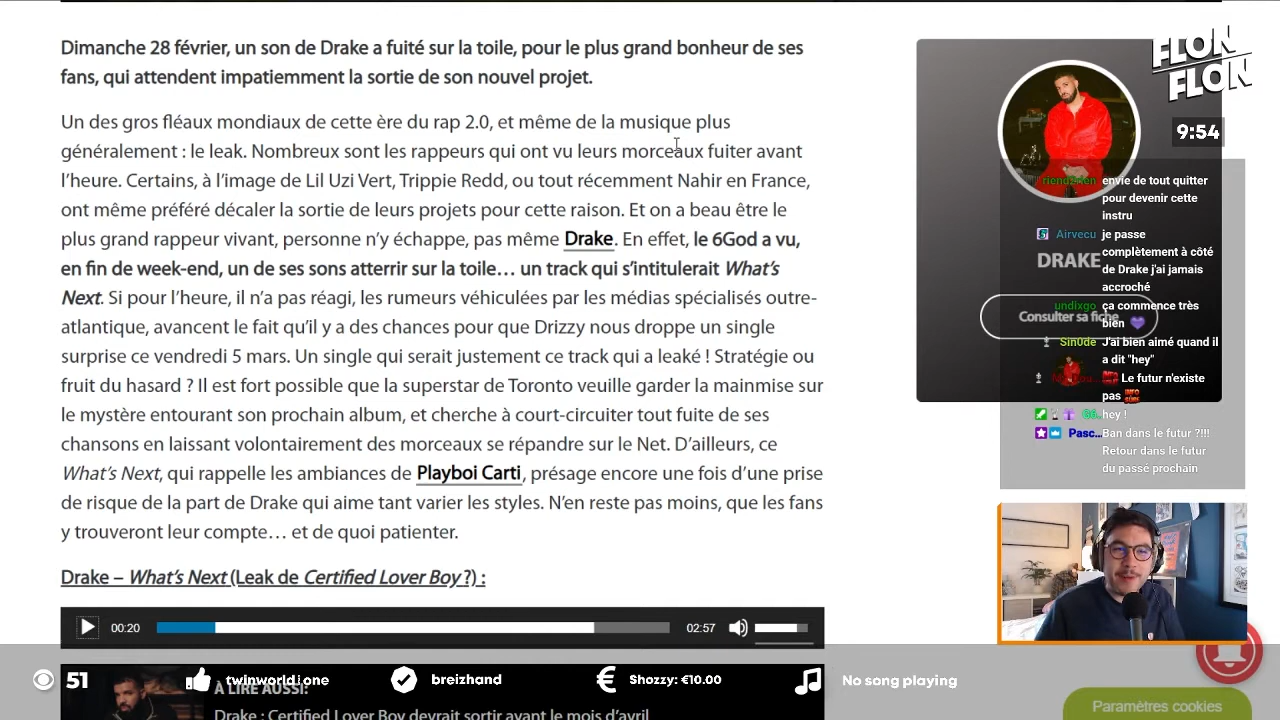 Dimanche 28 février, un son de Drake a fuité sur la toile, pour le plus grand bonheur de ses
fans, qui attendent impatiemment la sortie de son nouvel projet.
Un des gros fléaux mondiaux de cette ère du rap 2.0, et même de la musique plus
généralement : le leak. Nombreux sont les rappeurs qui ont vu leurs morceaux fuiter avant
l'heure. Certains, à l'image de Lil Uzi Vert, Trippie Redd, ou tout récemment Nahir en France,
ont même préféré décaler la sortie de leurs projets pour cette raison. Et on a beau être le
plus grand rappeur vivant, personne n'y échappe, pas même Drake. En effet, le 6God a vu,
en fin de week-end, un de ses sons atterrir sur la toile… un track qui s'intitulerait What's
Next. Si pour l'heure, il n'a pas réagi, les rumeurs véhiculées par les médias spécialisés outre-
atlantique, avancent le fait qu'il y a des chances pour que Drizzy nous droppe un single
surprise ce vendredi 5 mars. Un single qui serait justement ce track qui a leaké ! Stratégie ou
fruit du hasard ? Il est fort possible que la superstar de Toronto veuille garder la mainmise sur
le mystère entourant son prochain album, et cherche à court-circuiter tout fuite de ses
chansons en laissant volontairement des morceaux se répandre sur le Net. D'ailleurs, ce
What's Next, qui rappelle les ambiances de Playboi Carti, présage encore une fois d'une prise
de risque de la part de Drake qui aime tant varier les styles. N'en reste pas moins, que les fans
y trouveront leur compte… et de quoi patienter.
Drake – What's Next (Leak de Certified Lover Boy ?) :
00:20
02:57
À LIRE AUSSI:
Drake : Certified Lover Boy devrait sortir avant le mois d'avril
FLON
FLON
9:54
DRAKE
Consulter sa fiche
envie de tout quitter
pour devenir cette
instru
Airvecu je passe
complètement à côté
de Drake j'ai jamais
accroché
undixgo ça commence très
bien
Sin0de J'ai bien aimé quand il
a dit "hey"
Le futur n'existe
pas
hey !
Pasc... Ban dans le futur ?!!!
Retour dans le futur
du passé prochain
51
twinworld.one
breizhand
Shozzy: €10.00
No song playing
Paramètres cookies